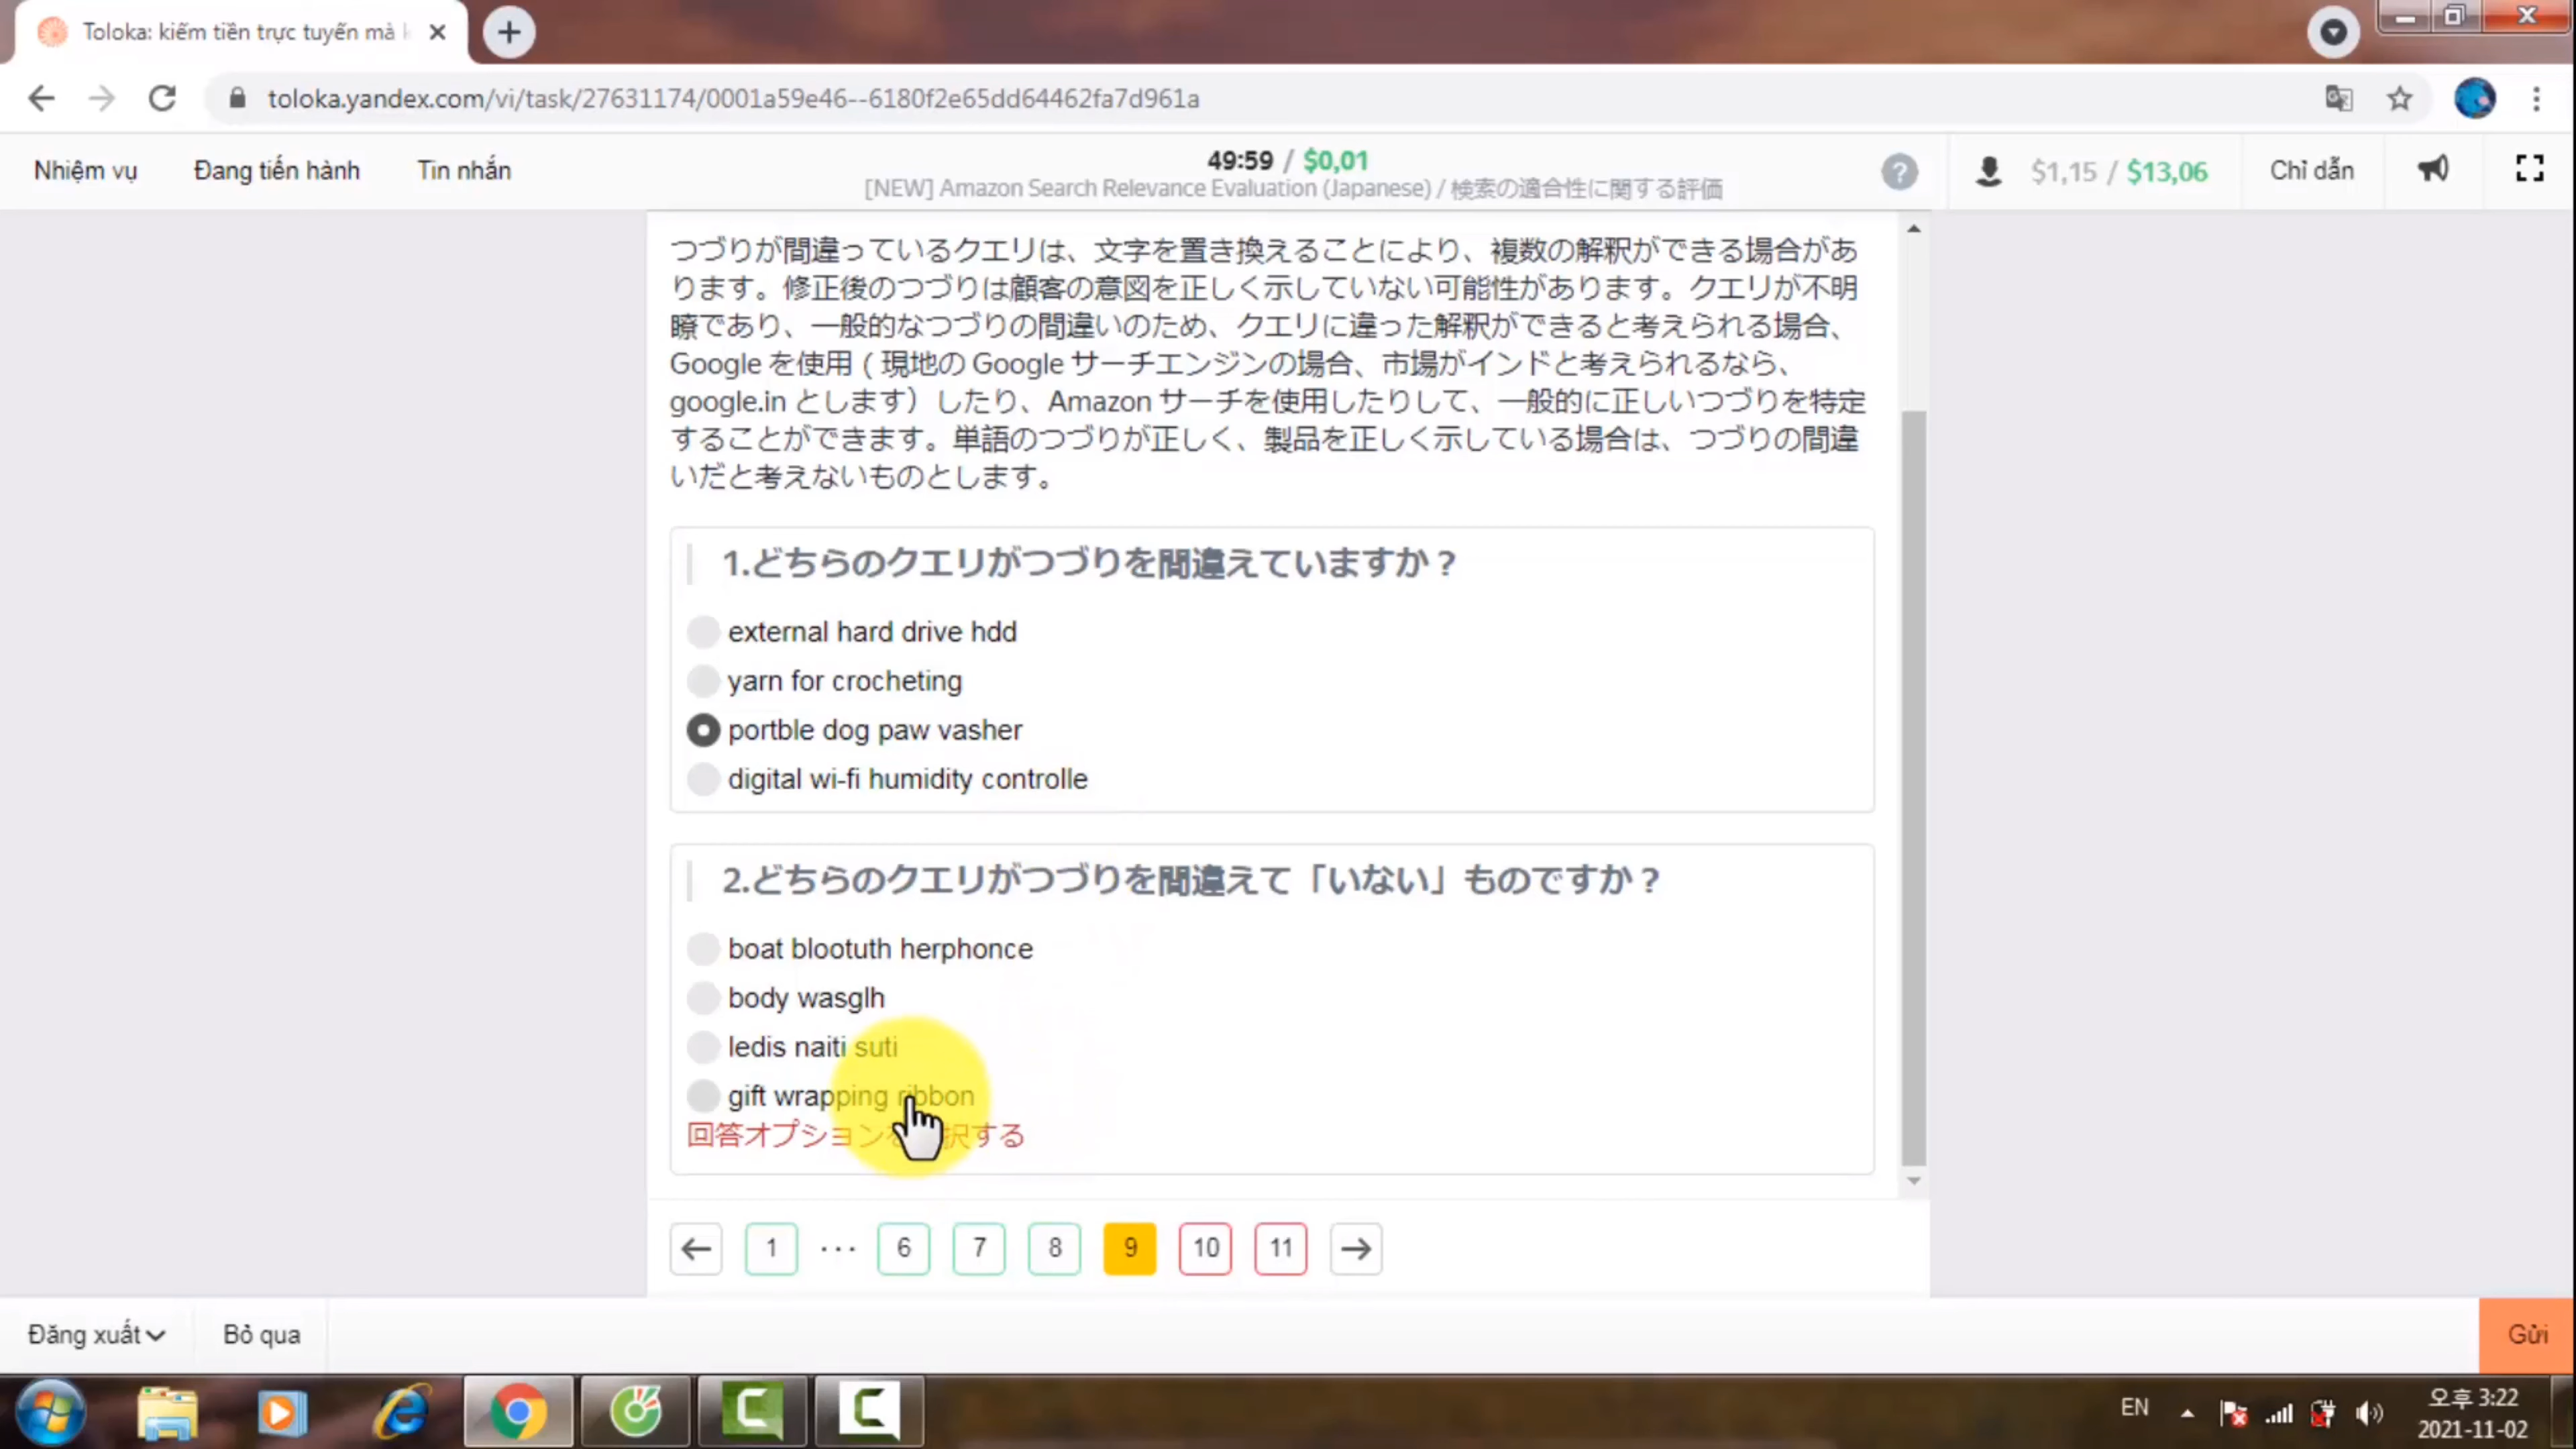 Toloka: kiếm tiền trực tuyến mà k
toloka.yandex.com/vi/task/27631174/0001a59e46--6180f2e65dd64462fa7d961a
Nhiệm vụ Đang tiến hành Tin nhắn
49:59 / $0,01
[NEW] Amazon Search Relevance Evaluation (Japanese) / 検索の適合性に関する評価
$1,15 / $13,06
Chỉ dẫn
つづりが間違っているクエリは、文字を置き換えることにより、複数の解釈ができる場合があ
ります。修正後のつづりは顧客の意図を正しく示していない可能性があります。クエリが不明
瞭であり、一般的なつづりの間違いのため、クエリに違った解釈ができると考えられる場合、
Google を使用 ( 現地の Google サーチエンジンの場合、市場がインドと考えられるなら、
google.in とします）したり、Amazon サーチを使用したりして、一般的に正しいつづりを特定
することができます。単語のつづりが正しく、製品を正しく示している場合は、つづりの間違
いだと考えないものとします。
1.どちらのクエリがつづりを間違えていますか？
external hard drive hdd
yarn for crocheting
portble dog paw vasher
digital wi-fi humidity controlle
2.どちらのクエリがつづりを間違えて「いない」ものですか？
boat blootuth herphonce
body wasglh
ledis naiti suti
gift wrapping ribbon
回答オプションを選択する
1 ... 6 7 8 9 10 11
Đăng xuất Bỏ qua
Gửi
EN
오후 3:22
2021-11-02